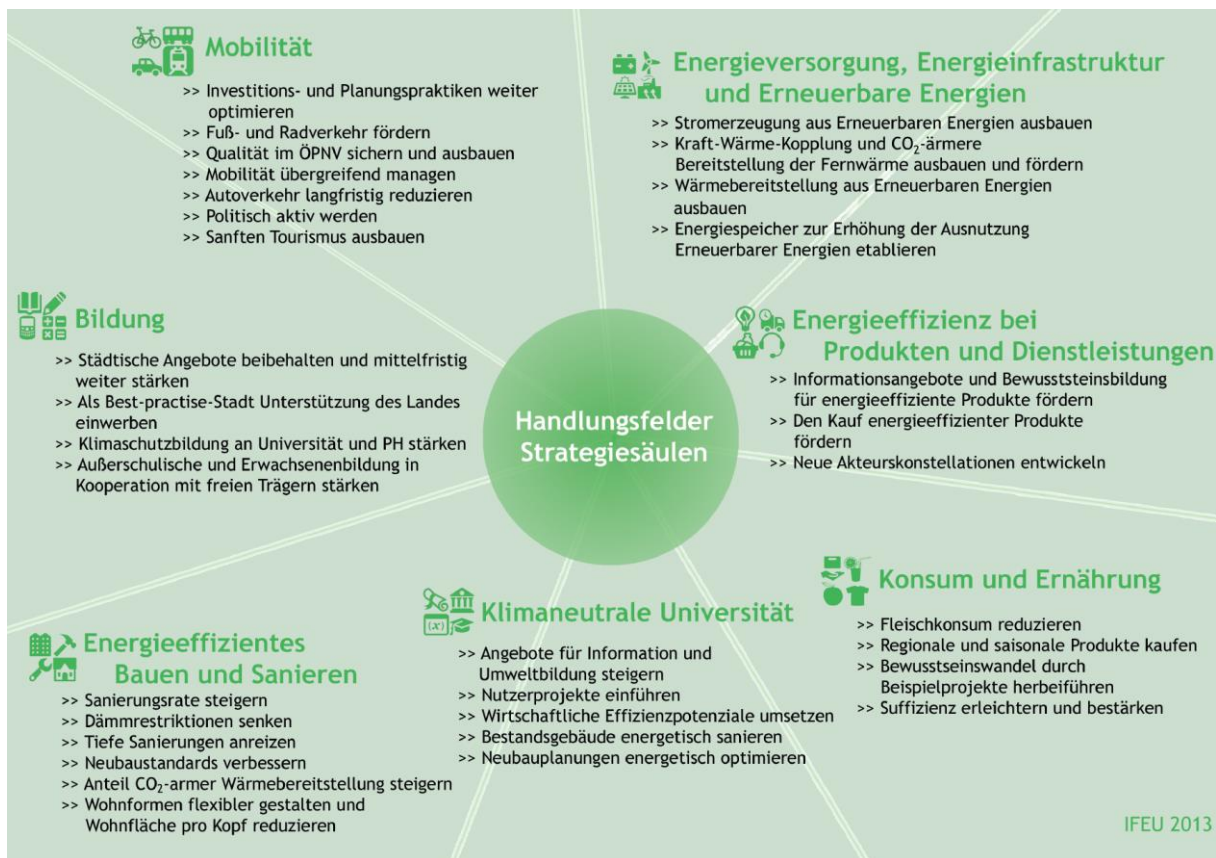 Mobilität
>> Investitions- und Planungspraktiken weiter
optimieren
>> Fuß- und Radverkehr fördern
>> Qualität im ÖPNV sichern und ausbauen
>> Mobilität übergreifend managen
>> Autoverkehr langfristig reduzieren
>> Politisch aktiv werden
>> Sanften Tourismus ausbauen
Energieversorgung, Energieinfrastruktur
und Erneuerbare Energien
>> Stromerzeugung aus Erneuerbaren Energien ausbauen
>> Kraft-Wärme-Kopplung und CO₂-ärmere
Bereitstellung der Fernwärme ausbauen und fördern
>> Wärmebereitstellung aus Erneuerbaren Energien
ausbauen
>> Energiespeicher zur Erhöhung der Ausnutzung
Erneuerbarer Energien etablieren
Bildung
>> Städtische Angebote beibehalten und mittelfristig
weiter stärken
>> Als Best-practise-Stadt Unterstützung des Landes
einwerben
>> Klimaschutzbildung an Universität und PH stärken
>> Außerschulische und Erwachsenenbildung in
Kooperation mit freien Trägern stärken
Handlungsfelder
Strategiesäulen
Energieeffizienz bei
Produkten und Dienstleistungen
>> Informationsangebote und Bewusststeinsbildung
für energieeffiziente Produkte fördern
>> Den Kauf energieeffizienter Produkte
fördern
>> Neue Akteurskonstellationen entwickeln
Energieeffizientes
Bauen und Sanieren
>> Sanierungsrate steigern
>> Dämmrestriktionen senken
>> Tiefe Sanierungen anreizen
>> Neubaustandards verbessern
>> Anteil CO₂-armer Wärmebereitstellung steigern
>> Wohnformen flexibler gestalten und
Wohnfläche pro Kopf reduzieren
(x)
Klimaneutrale Universität
>> Angebote für Information und
Umweltbildung steigern
>> Nutzerprojekte einführen
>> Wirtschaftliche Effizienzpotenziale umsetzen
>> Bestandsgebäude energetisch sanieren
>> Neubauplanungen energetisch optimieren
Konsum und Ernährung
>> Fleischkonsum reduzieren
>> Regionale und saisonale Produkte kaufen
>> Bewusstseinswandel durch
Beispielprojekte herbeiführen
>> Suffizienz erleichtern und bestärken
IFEU 2013